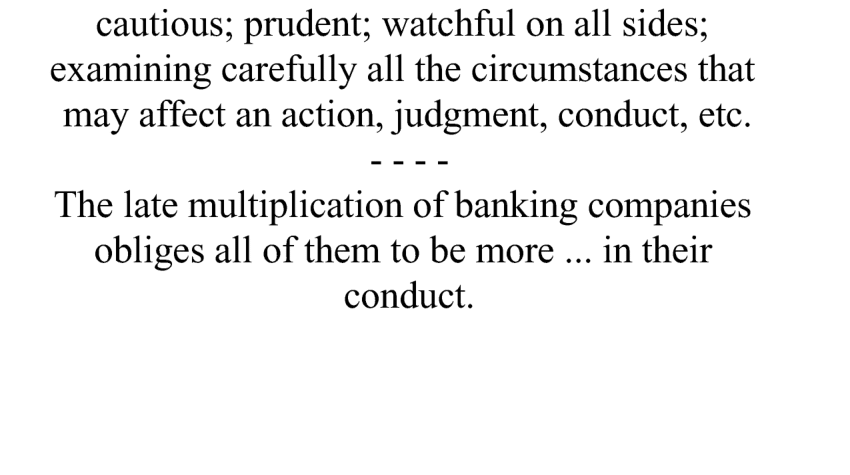 cautious; prudent; watchful on all sides;
examining carefully all the circumstances that
may affect an action, judgment, conduct, etc.
- - - -
The late multiplication of banking companies
obliges all of them to be more ... in their
conduct.